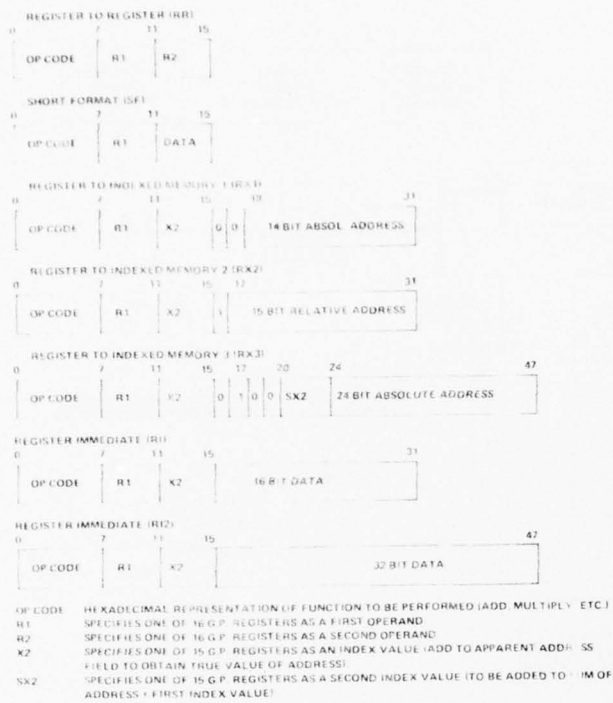 REGISTER TO REGISTER (RR)
0 7 11 15
OP CODE R1 R2
SHORT FORMAT (SF)
0 7 11 15
OP CODE R1 DATA
REGISTER TO INDEXED MEMORY 1 (RX1)
0 7 11 15 18 31
OP CODE R1 X2 0 0 14 BIT ABSOL. ADDRESS
REGISTER TO INDEXED MEMORY 2 (RX2)
0 7 11 15 17 31
OP CODE R1 X2 1 15 BIT RELATIVE ADDRESS
REGISTER TO INDEXED MEMORY 3 (RX3)
0 7 11 15 17 20 24 47
OP CODE R1 X2 0 1 0 0 SX2 24 BIT ABSOLUTE ADDRESS
REGISTER IMMEDIATE (RI)
0 7 11 15 31
OP CODE R1 X2 16 BIT DATA
REGISTER IMMEDIATE (RI2)
0 7 11 15 47
OP CODE R1 X2 32 BIT DATA
OP CODE HEXADECIMAL REPRESENTATION OF FUNCTION TO BE PERFORMED (ADD, MULTIPLY, ETC.)
R1 SPECIFIES ONE OF 16 G.P. REGISTERS AS A FIRST OPERAND
R2 SPECIFIES ONE OF 16 G.P. REGISTERS AS A SECOND OPERAND
X2 SPECIFIES ONE OF 15 G.P. REGISTERS AS AN INDEX VALUE (ADD TO APPARENT ADDRESS
FIELD TO OBTAIN TRUE VALUE OF ADDRESS)
SX2 SPECIFIES ONE OF 15 G.P. REGISTERS AS A SECOND INDEX VALUE (TO BE ADDED TO SUM OF
ADDRESS + FIRST INDEX VALUE)